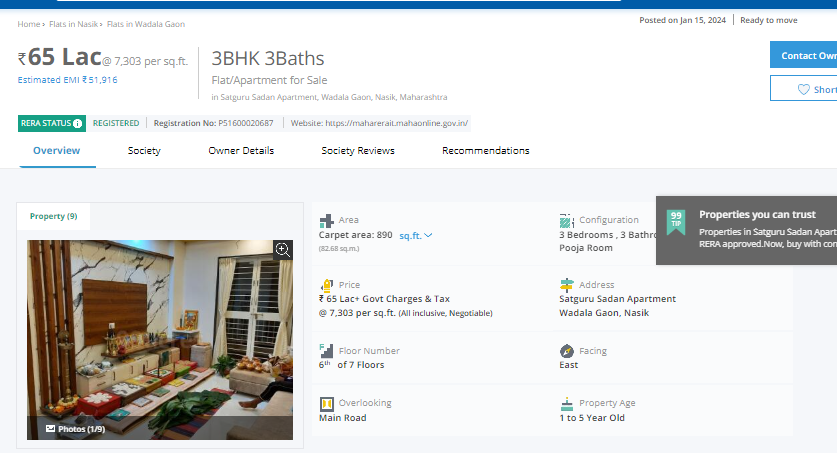 Home› Flats in Nasik› Flats in Wadala Gaon
Posted on Jan 15, 2024 | Ready to move
₹65 Lac @ 7,303 per sq.ft.
Estimated EMI ₹51,916
3BHK 3Baths
Flat/Apartment for Sale
in Satguru Sadan Apartment, Wadala Gaon, Nasik, Maharashtra
Contact Own
Short
RERA STATUS REGISTERED | Registration No: P51600020687 | Website: https://maharerait.mahaonline.gov.in/
Overview Society Owner Details Society Reviews Recommendations
Property (9)
Photos (1/9)
Area
Carpet area: 890 sq.ft.
(82.68 sq.m.)
Configuration
3 Bedrooms , 3 Bathro
Pooja Room
99 TIP
Properties you can trust
Properties in Satguru Sadan Apart
RERA approved.Now, buy with con
Price
₹ 65 Lac+ Govt Charges & Tax
@ 7,303 per sq.ft. (All inclusive, Negotiable)
Address
Satguru Sadan Apartment
Wadala Gaon, Nasik
Floor Number
6th of 7 Floors
Facing
East
Overlooking
Main Road
Property Age
1 to 5 Year Old